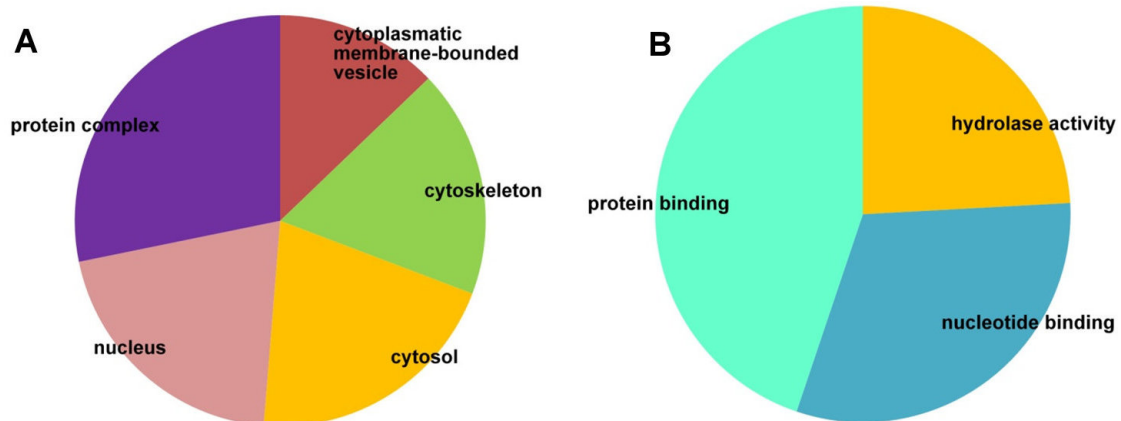 A
cytoplasmatic
membrane-bounded
vesicle
protein complex
cytoskeleton
nucleus
cytosol
B
hydrolase activity
protein binding
nucleotide binding